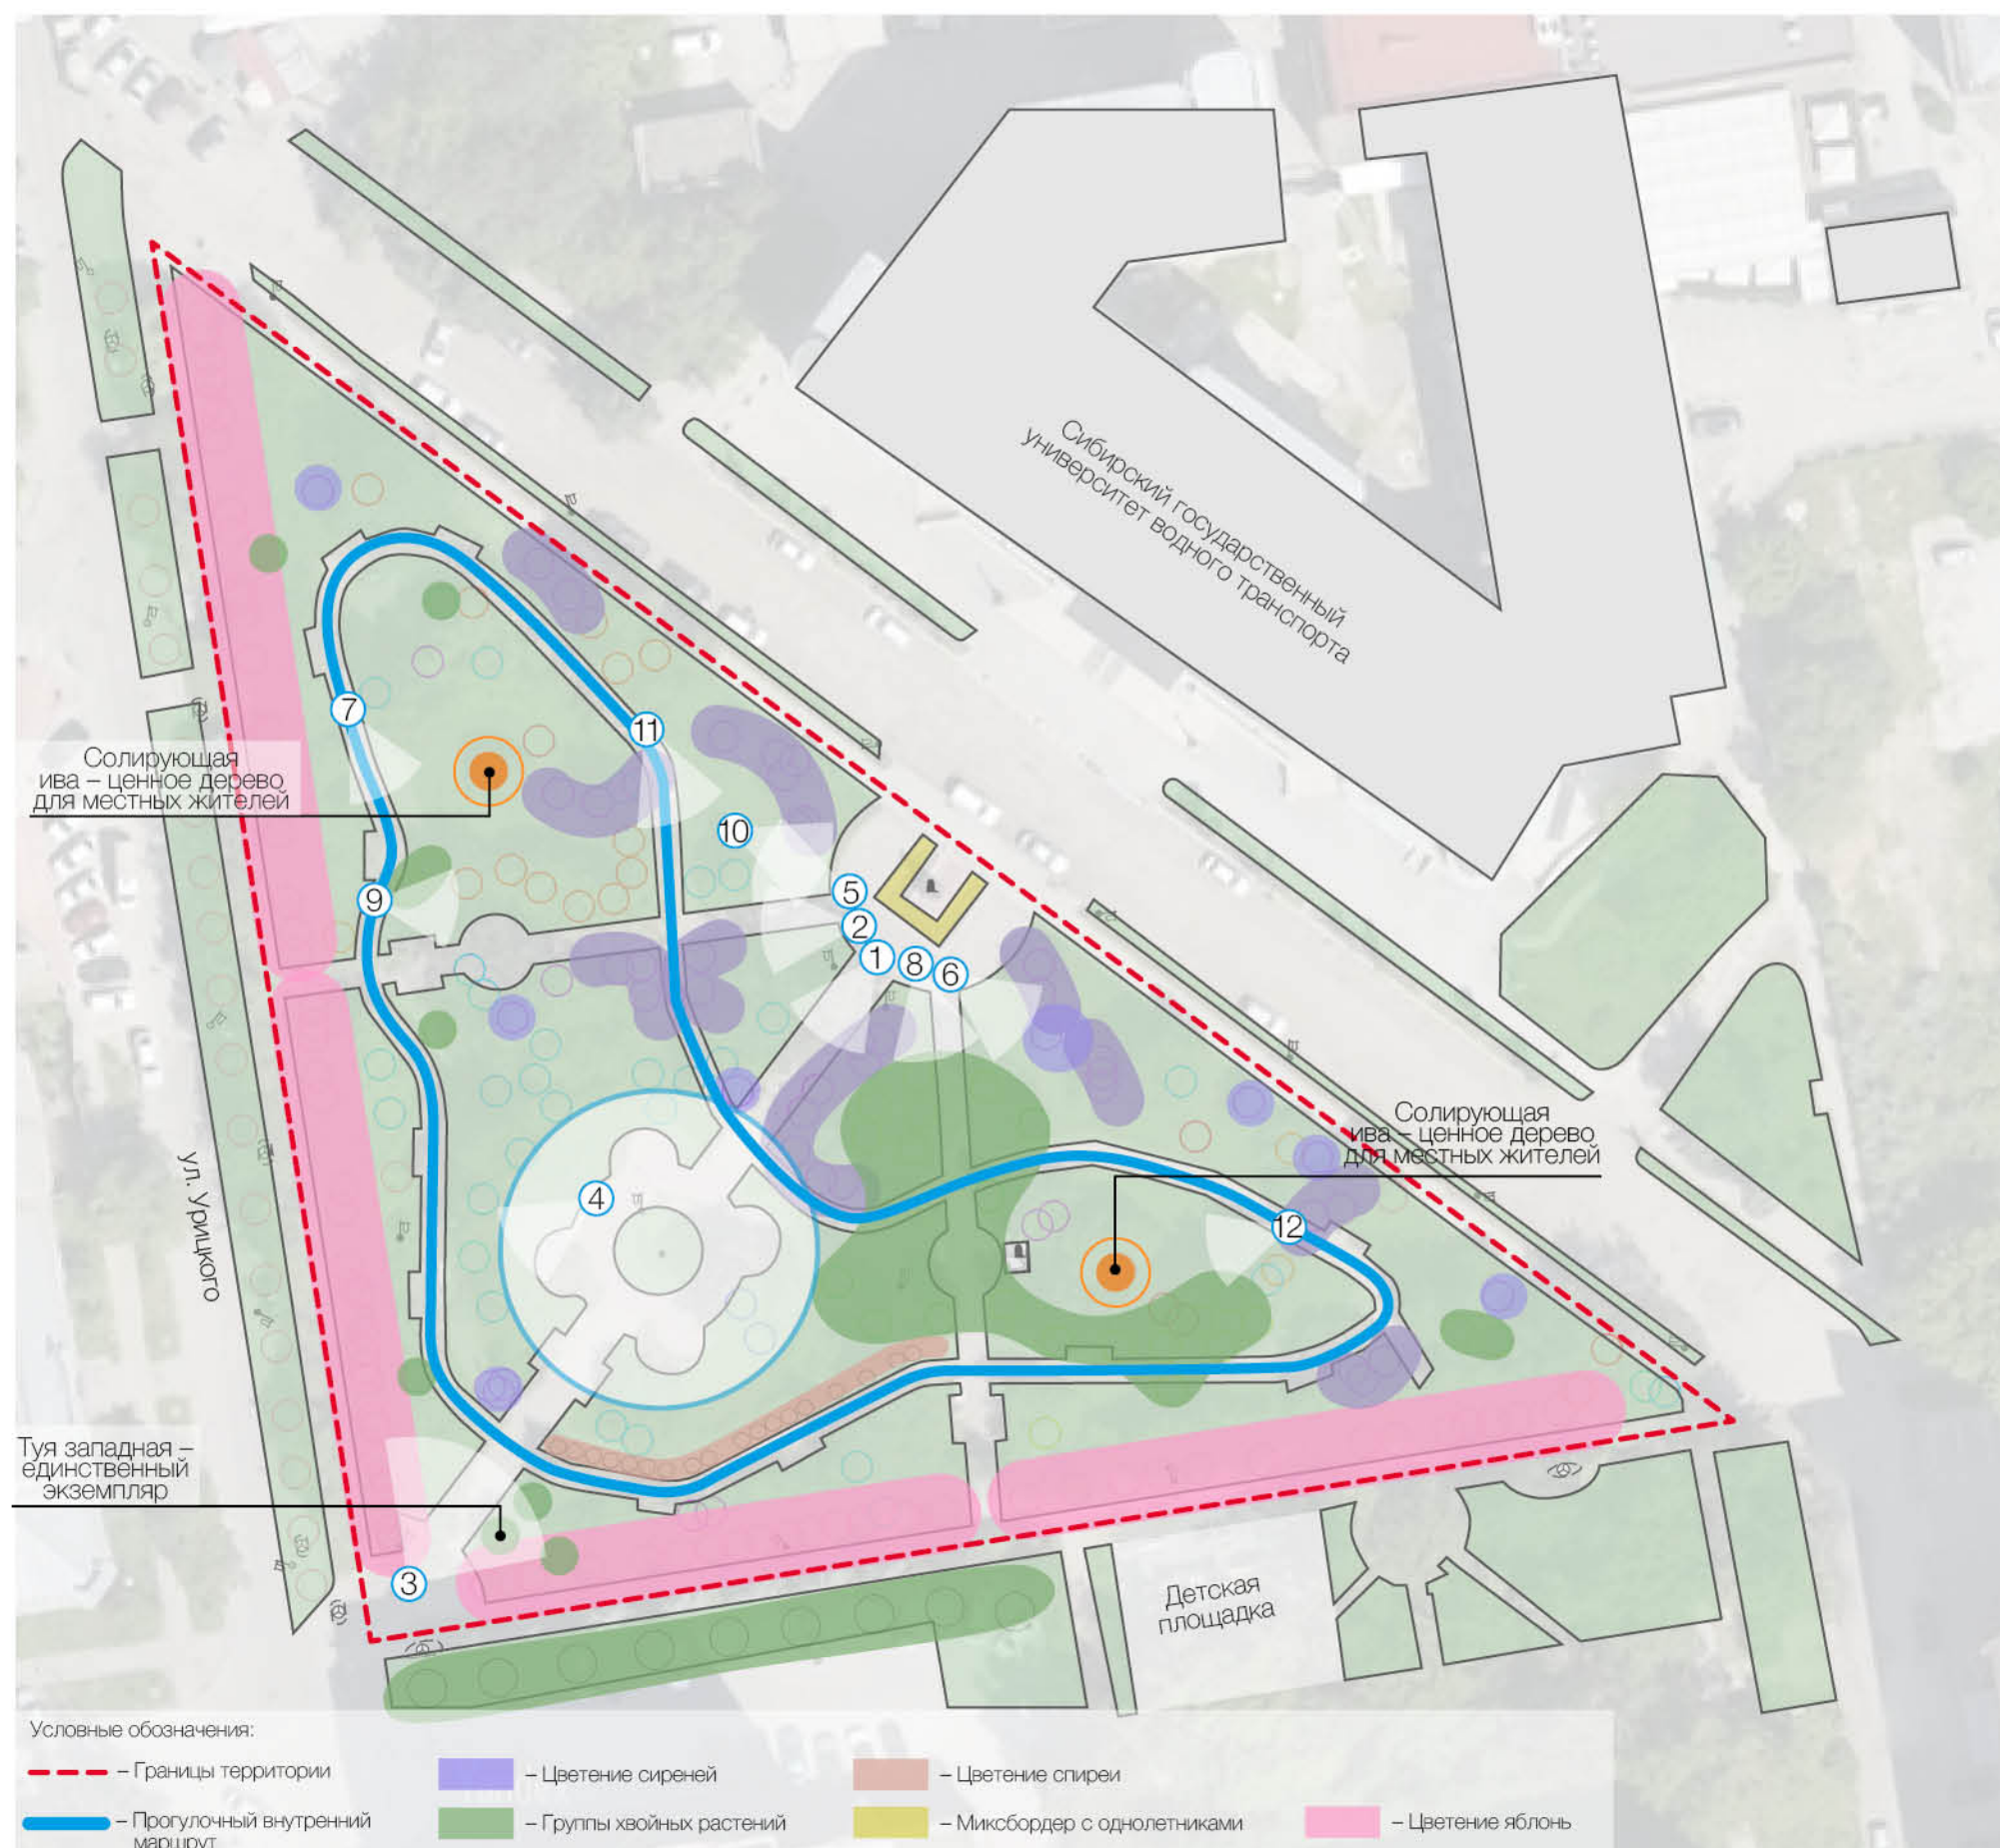 Сибирский государственный
университет водного транспорта
7
11
Солирующая
ива – ценное дерево
для местных жителей
10
5
9
2
1
8
6
Солирующая
ива – ценное дерево
для местных жителей
ул. Урицкого
4
12
Туя западная –
единственный
экземпляр
3
Детская
площадка
Условные обозначения:
– Границы территории
– Цветение сиреней
– Цветение спиреи
– Прогулочный внутренний
маршрут
– Группы хвойных растений
– Миксбордер с однолетниками
– Цветение яблонь